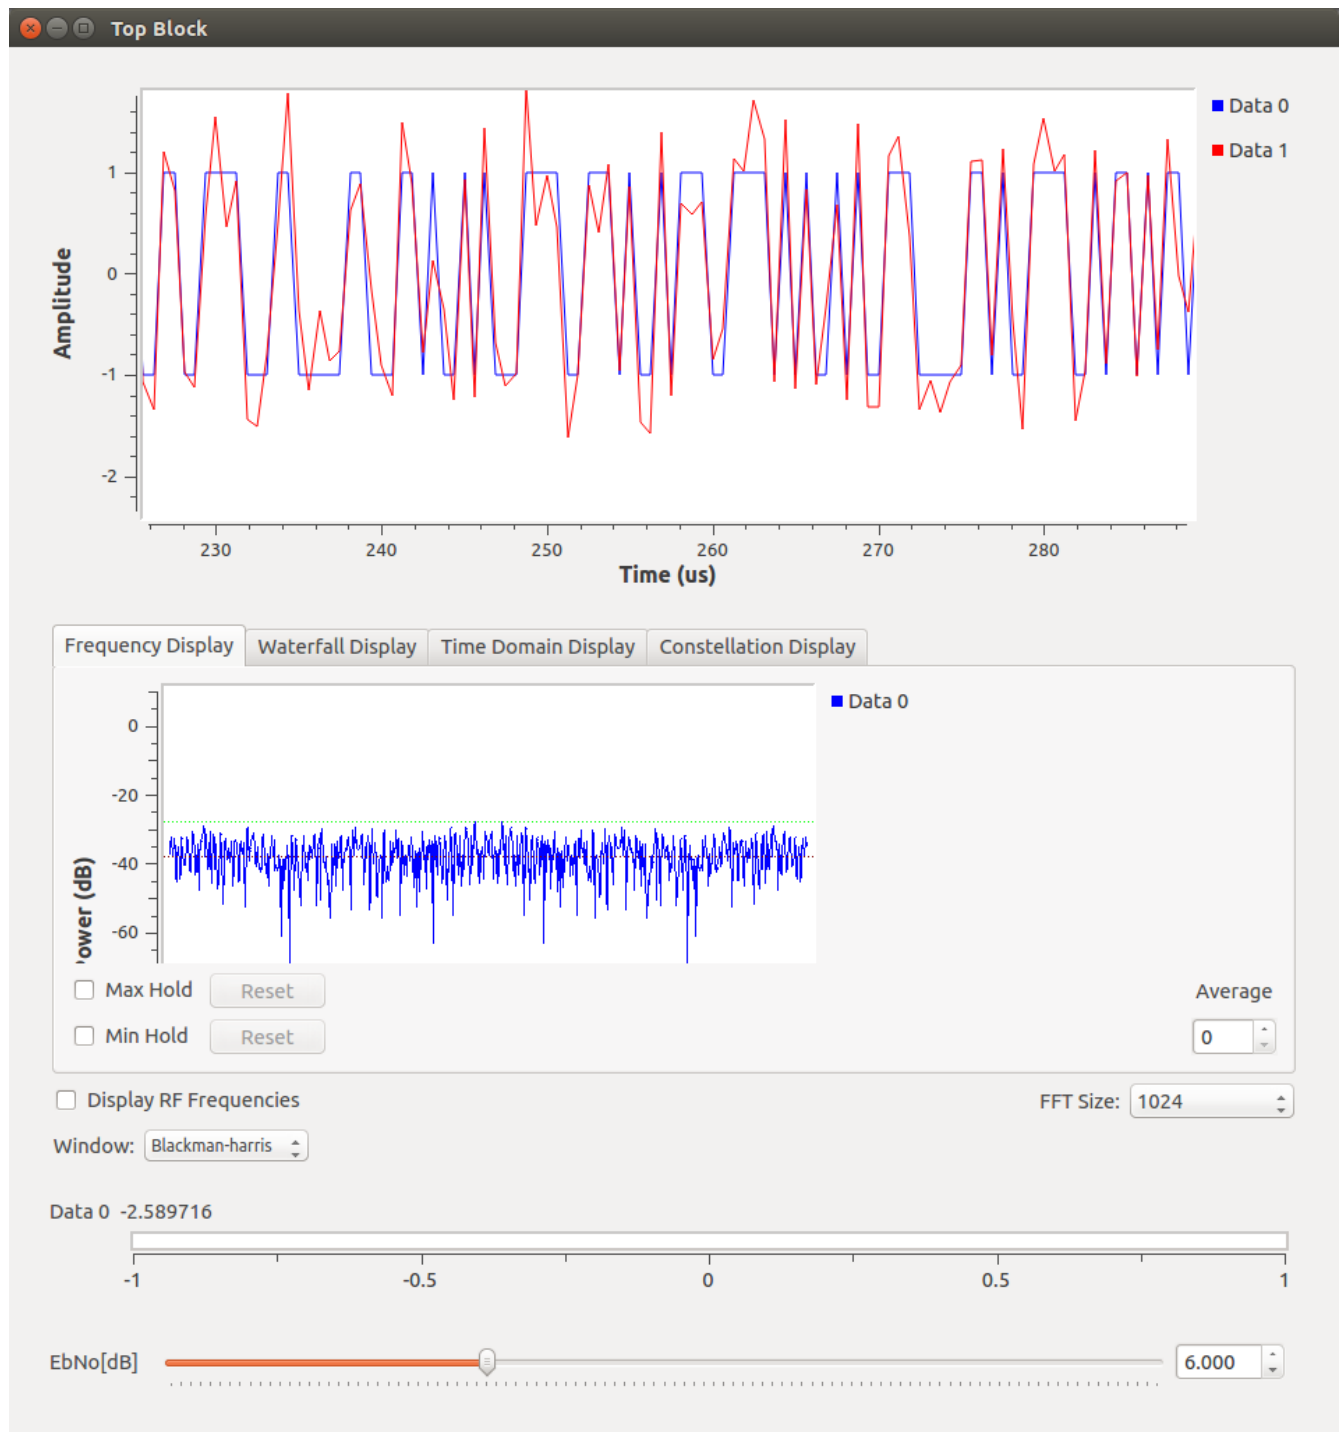 Top Block
Data 0
Data 1
1
0
-1
-2
Amplitude
230 240 250 260 270 280
Time (us)
Frequency Display Waterfall Display Time Domain Display Constellation Display
Data 0
0
-20
-40
-60
Power (dB)
Max Hold Reset
Average
Min Hold Reset
0
Display RF Frequencies
FFT Size: 1024
Window: Blackman-harris
Data 0 -2.589716
-1 -0.5 0 0.5 1
EbNo[dB] 6.000